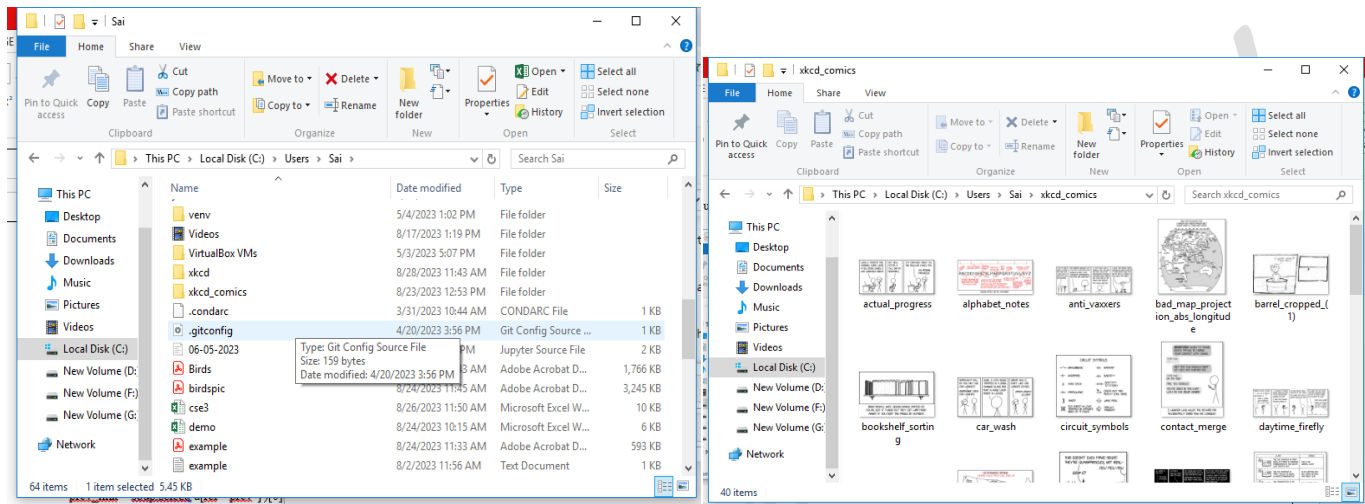 Sai
File Home Share View
Pin to Quick access
Copy
Paste
Cut
Copy path
Paste shortcut
Clipboard
Move to
Copy to
Delete
Rename
Organize
New folder
New
Properties
Open
Edit
History
Open
Select all
Select none
Invert selection
Select
This PC Local Disk (C:) Users Sai
Search Sai
This PC
Desktop
Documents
Downloads
Music
Pictures
Videos
Local Disk (C:)
New Volume (D:
New Volume (F:)
New Volume (G:
Network
Name Date modified Type Size
venv 5/4/2023 1:02 PM File folder
Videos 8/17/2023 1:19 PM File folder
VirtualBox VMs 5/3/2023 5:07 PM File folder
xkcd 8/28/2023 11:43 AM File folder
xkcd_comics 8/23/2023 12:53 PM File folder
.condarc 3/31/2023 10:44 AM CONDARC File 1 KB
.gitconfig 4/20/2023 3:56 PM Git Config Source ... 1 KB
06-05-2023 PM Jupyter Source File 2 KB
Type: Git Config Source File
Size: 159 bytes
Date modified: 4/20/2023 3:56 PM
Birds AM Adobe Acrobat D... 1,766 KB
birdspic 8/24/2023 11:45 AM Adobe Acrobat D... 3,245 KB
cse3 8/26/2023 11:50 AM Microsoft Excel W... 10 KB
demo 8/24/2023 10:15 AM Microsoft Excel W... 6 KB
example 8/24/2023 11:33 AM Adobe Acrobat D... 593 KB
example 8/2/2023 11:56 AM Text Document 1 KB
64 items 1 item selected 5.45 KB
xkcd_comics
File Home Share View
Pin to Quick access
Copy
Paste
Cut
Copy path
Paste shortcut
Clipboard
Move to
Copy to
Delete
Rename
Organize
New folder
New
Properties
Open
Edit
History
Open
Select all
Select none
Invert selection
Select
This PC Local Disk (C:) Users Sai xkcd_comics
Search xkcd_comics
This PC
Desktop
Documents
Downloads
Music
Pictures
Videos
Local Disk (C:)
New Volume (D:
New Volume (F:)
New Volume (G:
Network
actual_progress
alphabet_notes
anti_vaxxers
bad_map_project
ion_abs_longitud
e
barrel_cropped_(
1)
bookshelf_sortin
g
car_wash
CIRCUIT SYMBOLS
circuit_symbols
contact_merge
daytime_firefly
40 items